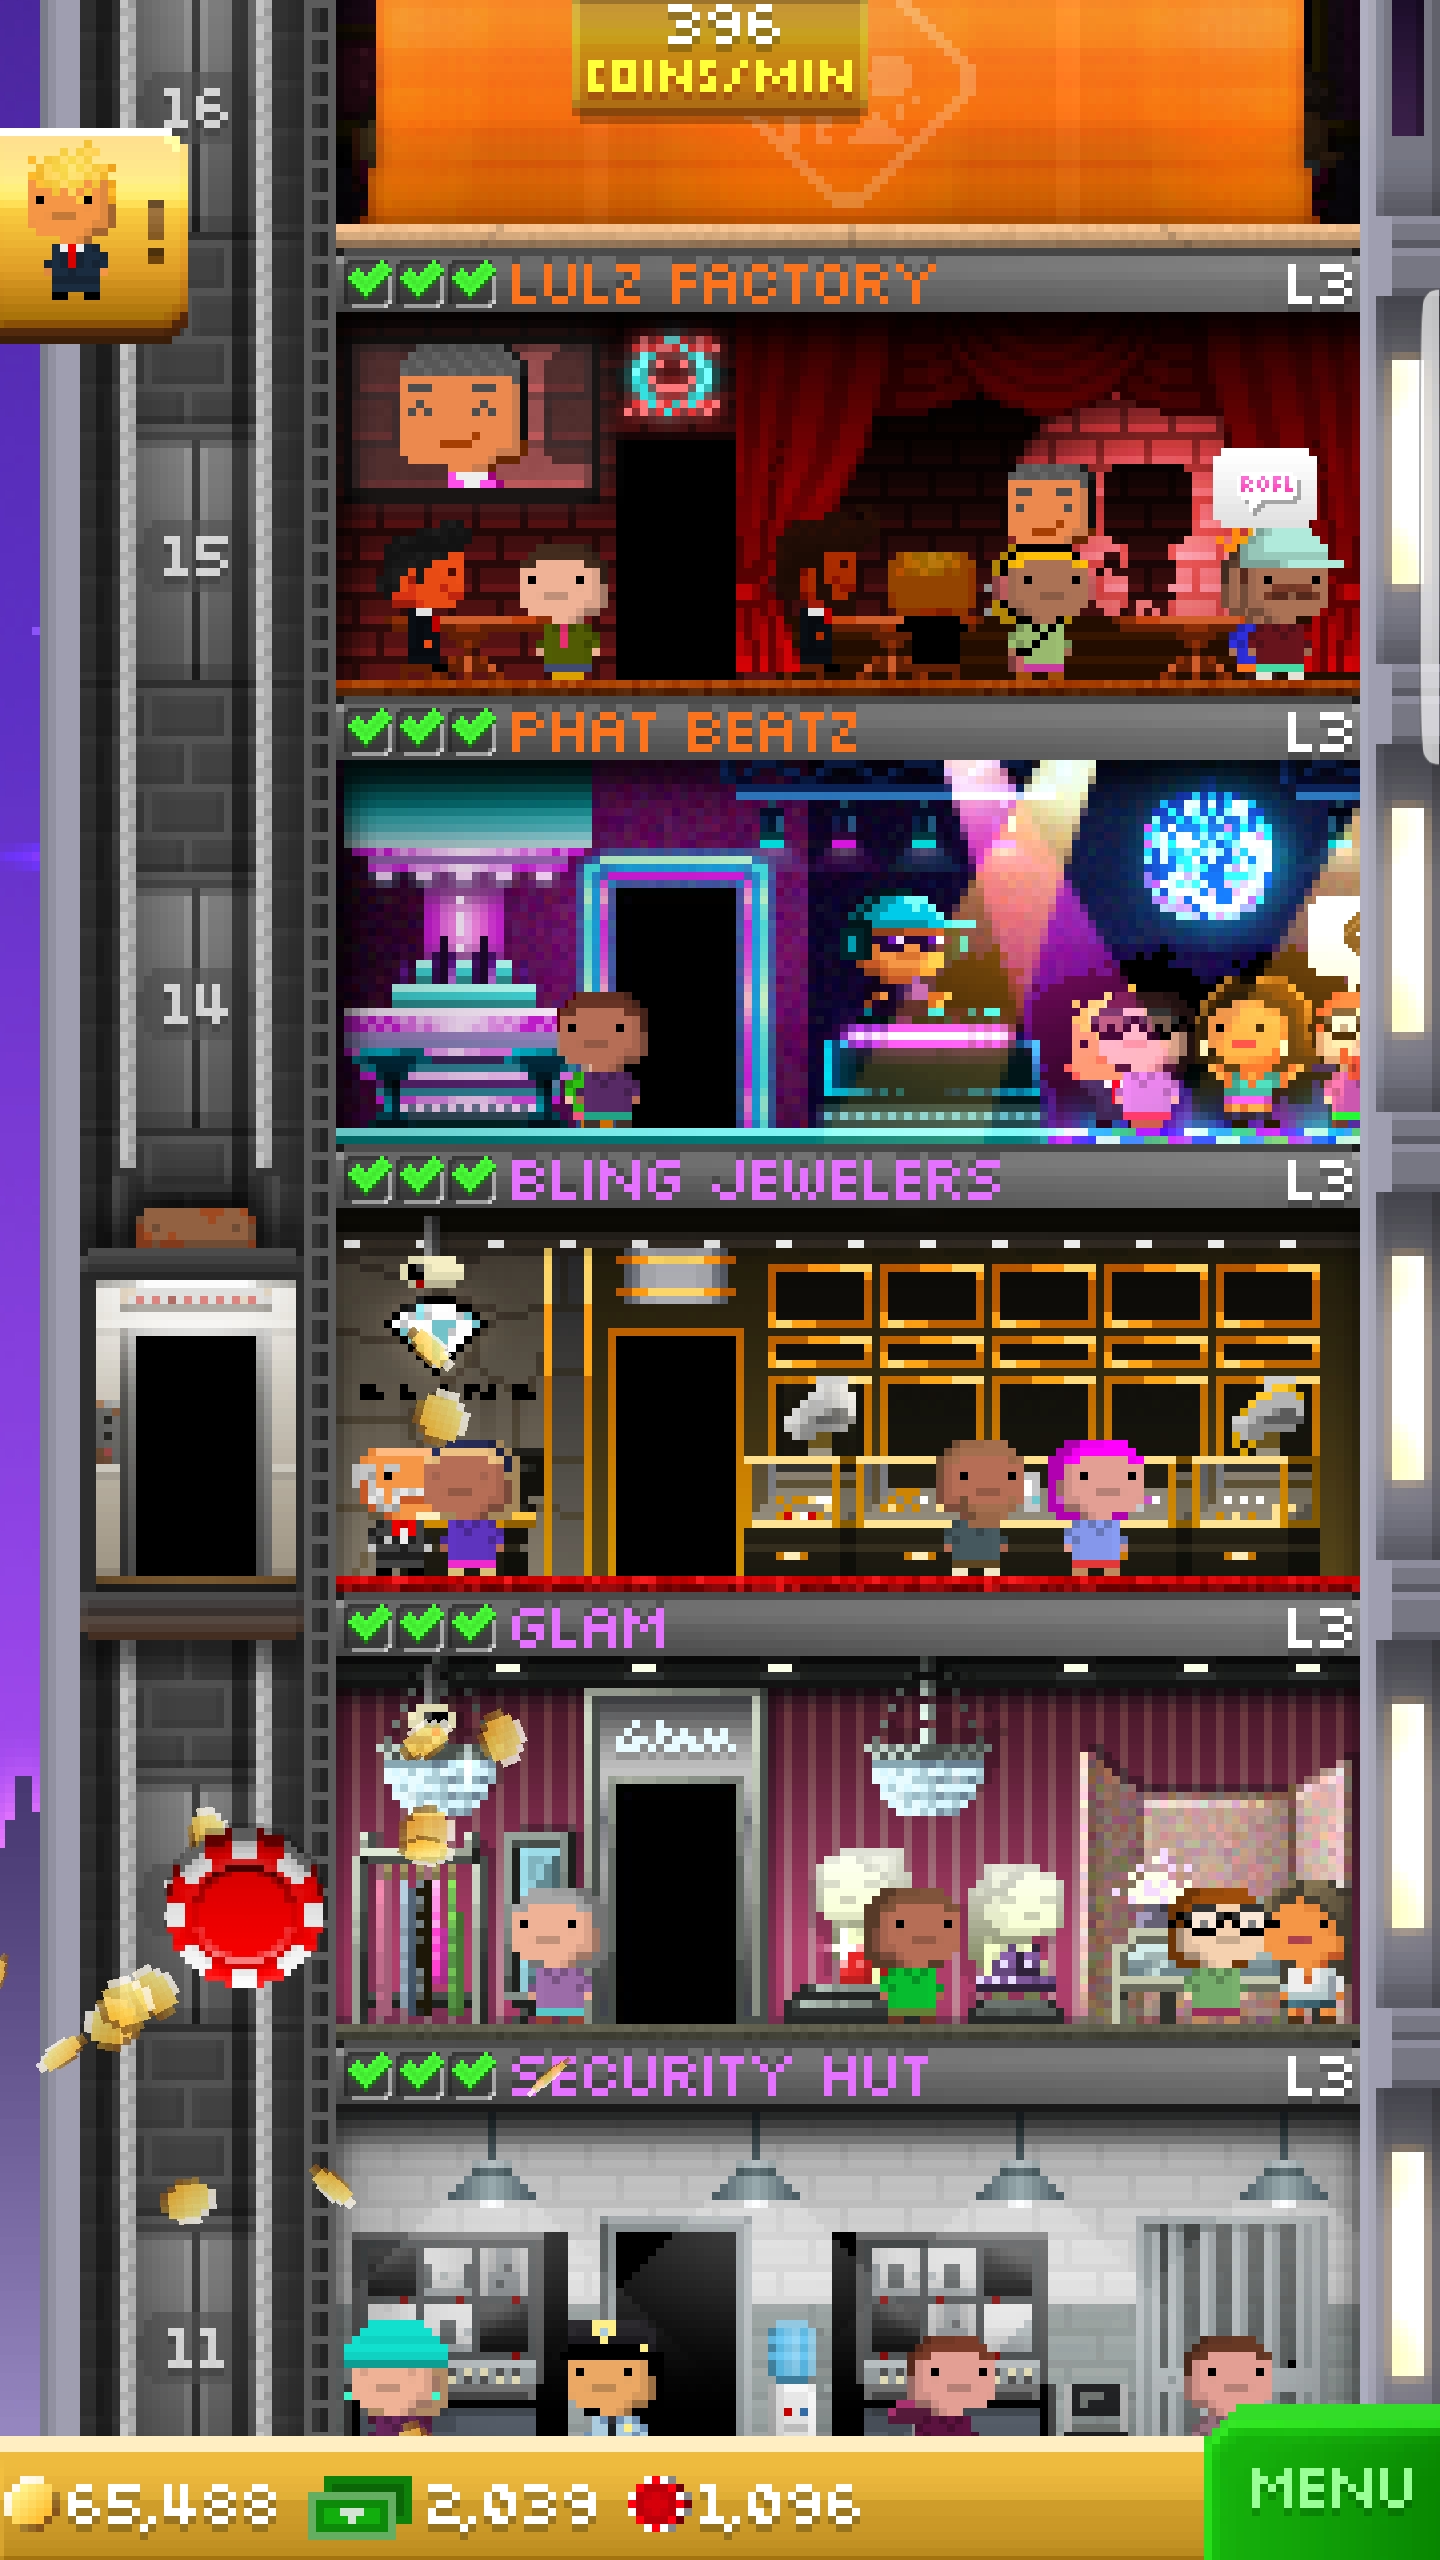 396
COINS/MIN
16
!
LULZ FACTORY L3
ROFL
15
PHAT BEATZ L3
14
BLING JEWELERS L3
GLAM L3
Glam
SECURITY HUT L3
11
65,488 2,039 1,096
MENU